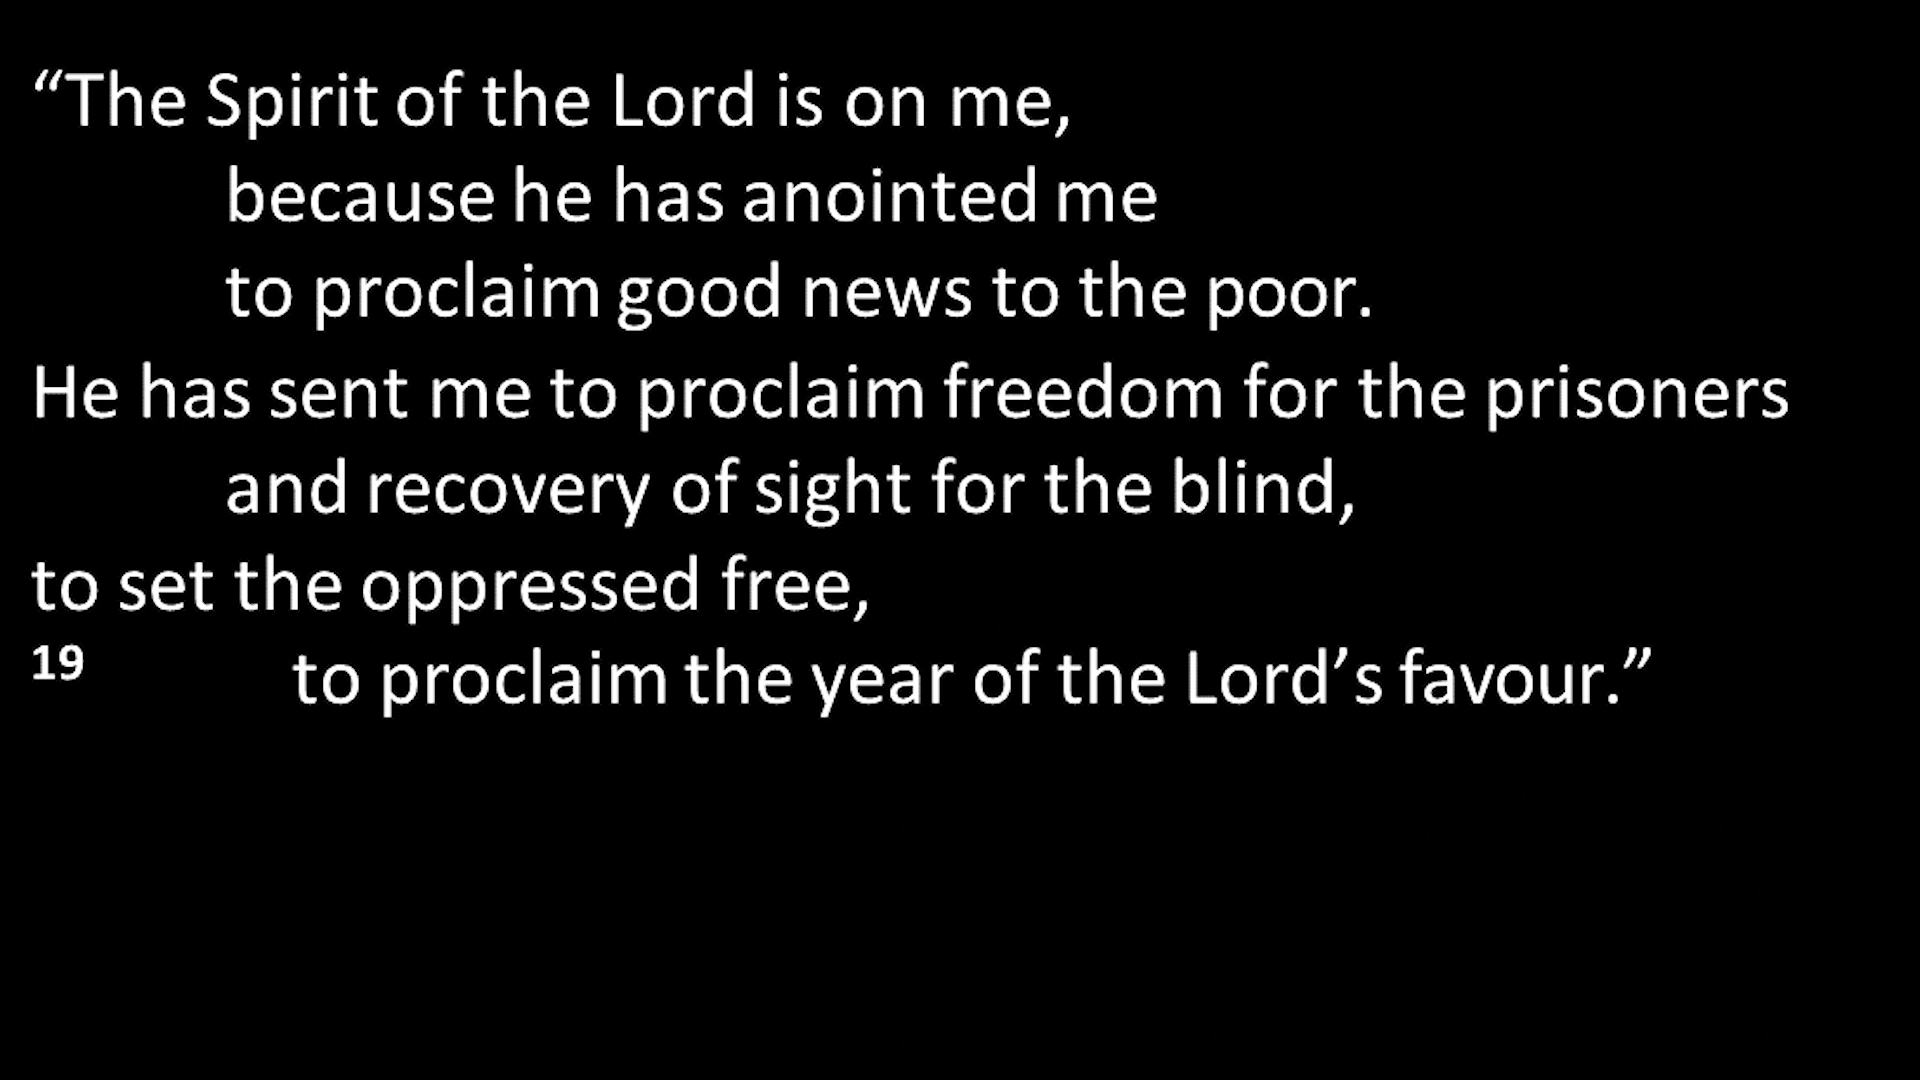 “The Spirit of the Lord is on me,
because he has anointed me
to proclaim good news to the poor.
He has sent me to proclaim freedom for the prisoners
and recovery of sight for the blind,
to set the oppressed free,
19 to proclaim the year of the Lord’s favour.”